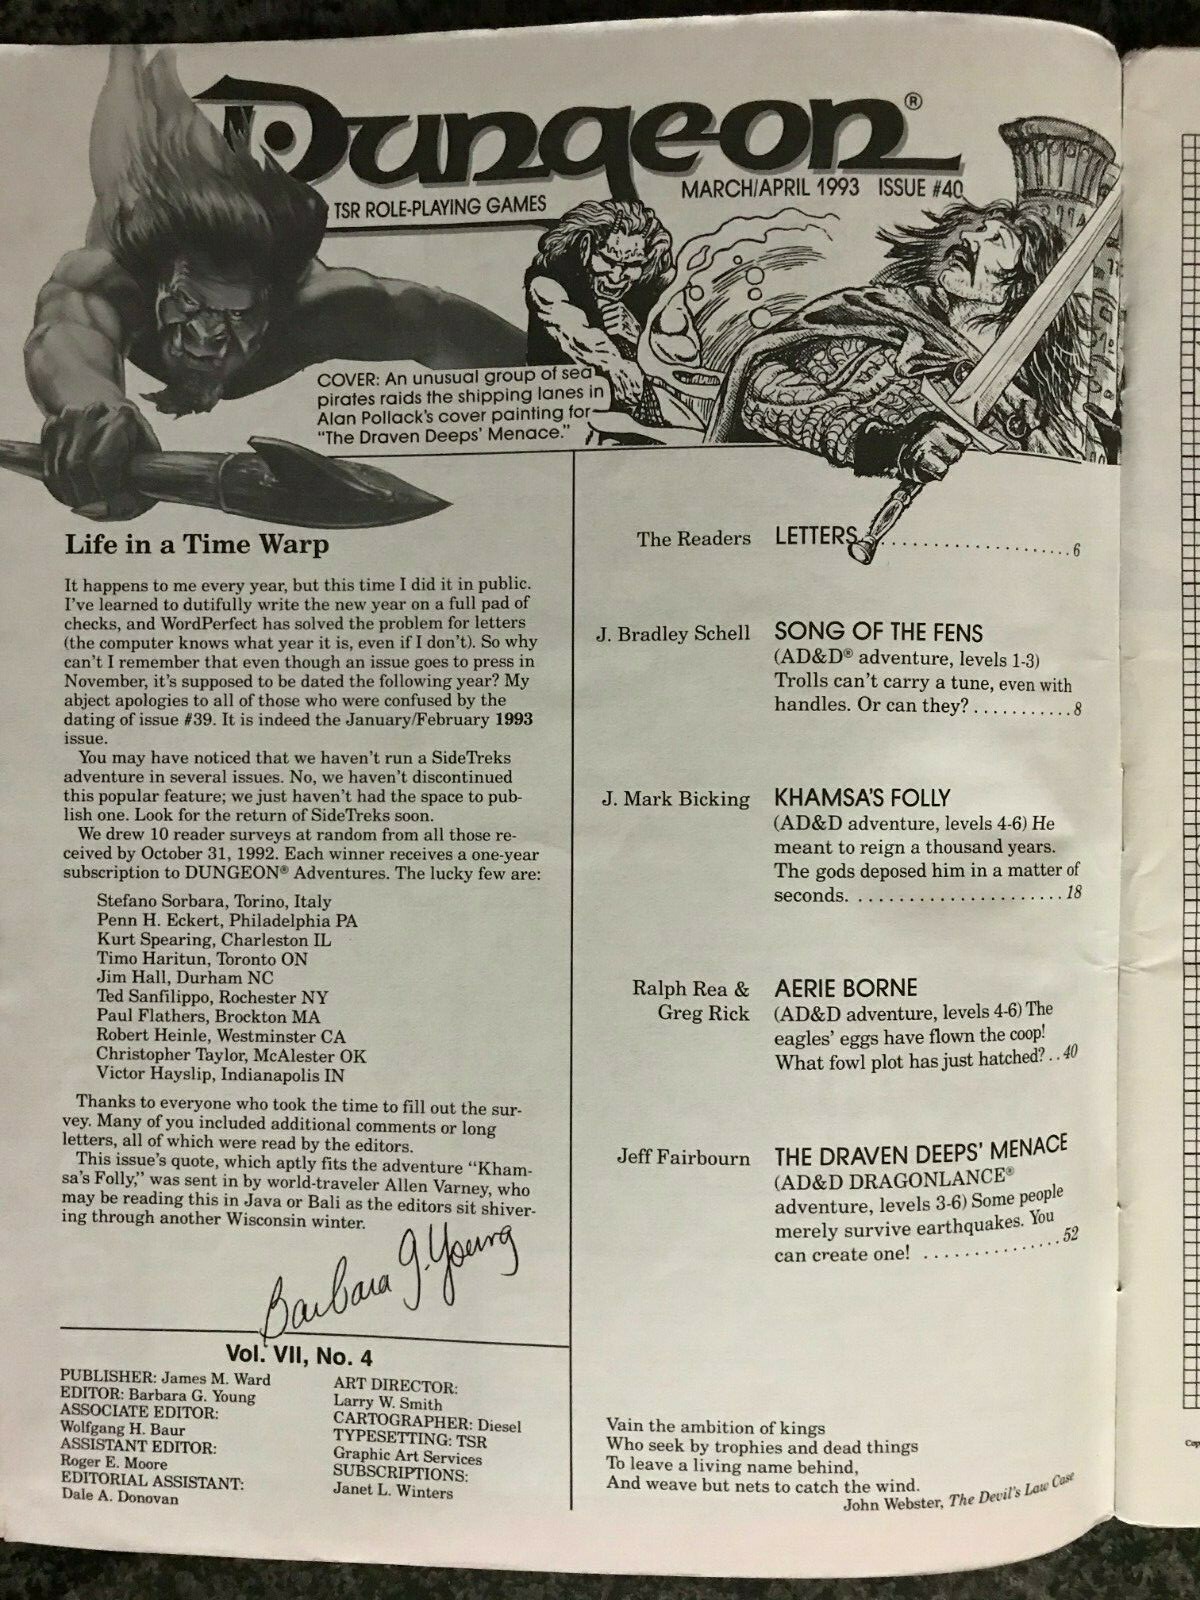 Dungeon®
MARCH/APRIL 1993 ISSUE #40
TSR ROLE-PLAYING GAMES
COVER: An unusual group of sea
pirates raids the shipping lanes in
Alan Pollack's cover painting for
"The Draven Deeps' Menace."
Life in a Time Warp
It happens to me every year, but this time I did it in public.
I've learned to dutifully write the new year on a full pad of
checks, and WordPerfect has solved the problem for letters
(the computer knows what year it is, even if I don't). So why
can't I remember that even though an issue goes to press in
November, it's supposed to be dated the following year? My
abject apologies to all of those who were confused by the
dating of issue #39. It is indeed the January/February 1993
issue.
You may have noticed that we haven't run a SideTreks
adventure in several issues. No, we haven't discontinued
this popular feature; we just haven't had the space to pub-
lish one. Look for the return of SideTreks soon.
We drew 10 reader surveys at random from all those re-
ceived by October 31, 1992. Each winner receives a one-year
subscription to DUNGEON® Adventures. The lucky few are:
Stefano Sorbara, Torino, Italy
Penn H. Eckert, Philadelphia PA
Kurt Spearing, Charleston IL
Timo Haritun, Toronto ON
Jim Hall, Durham NC
Ted Sanfilippo, Rochester NY
Paul Flathers, Brockton MA
Robert Heinle, Westminster CA
Christopher Taylor, McAlester OK
Victor Hayslip, Indianapolis IN
Thanks to everyone who took the time to fill out the sur-
vey. Many of you included additional comments or long
letters, all of which were read by the editors.
This issue's quote, which aptly fits the adventure "Kham-
sa's Folly," was sent in by world-traveler Allen Varney, who
may be reading this in Java or Bali as the editors sit shiver-
ing through another Wisconsin winter.
Barbara G. Young
Vol. VII, No. 4
PUBLISHER: James M. Ward
EDITOR: Barbara G. Young
ASSOCIATE EDITOR:
Wolfgang H. Baur
ASSISTANT EDITOR:
Roger E. Moore
EDITORIAL ASSISTANT:
Dale A. Donovan
ART DIRECTOR:
Larry W. Smith
CARTOGRAPHER: Diesel
TYPESETTING: TSR
Graphic Art Services
SUBSCRIPTIONS:
Janet L. Winters
The Readers LETTERS....................6
J. Bradley Schell SONG OF THE FENS
(AD&D® adventure, levels 1-3)
Trolls can't carry a tune, even with
handles. Or can they?...........8
J. Mark Bicking KHAMSA'S FOLLY
(AD&D adventure, levels 4-6) He
meant to reign a thousand years.
The gods deposed him in a matter of
seconds. ......................18
Ralph Rea & AERIE BORNE
Greg Rick (AD&D adventure, levels 4-6) The
eagles' eggs have flown the coop!
What fowl plot has just hatched? ..40
Jeff Fairbourn THE DRAVEN DEEPS' MENACE
(AD&D DRAGONLANCE®
adventure, levels 3-6) Some people
merely survive earthquakes. You
can create one! ...............52
Vain the ambition of kings
Who seek by trophies and dead things
To leave a living name behind,
And weave but nets to catch the wind.
John Webster, The Devil's Law Case